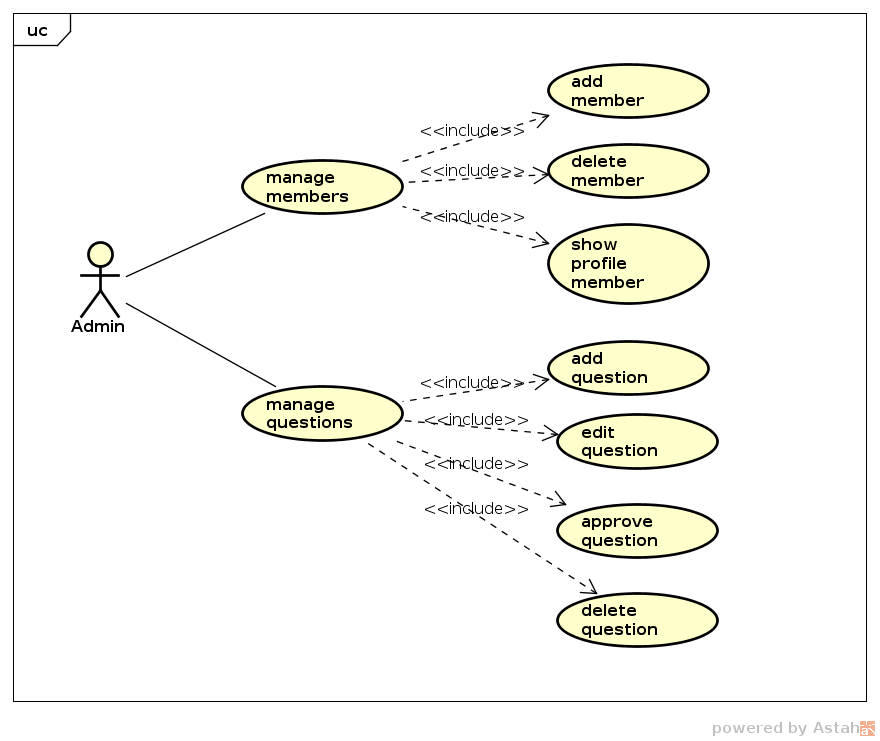 uc
add
member
<<include>>
delete
member
<<include>>
manage
members
<<include>>
show
profile
member
Admin
add
question
<<include>>
manage
questions
<<include>>
edit
question
<<include>>
approve
question
<<include>>
delete
question
powered by Astah